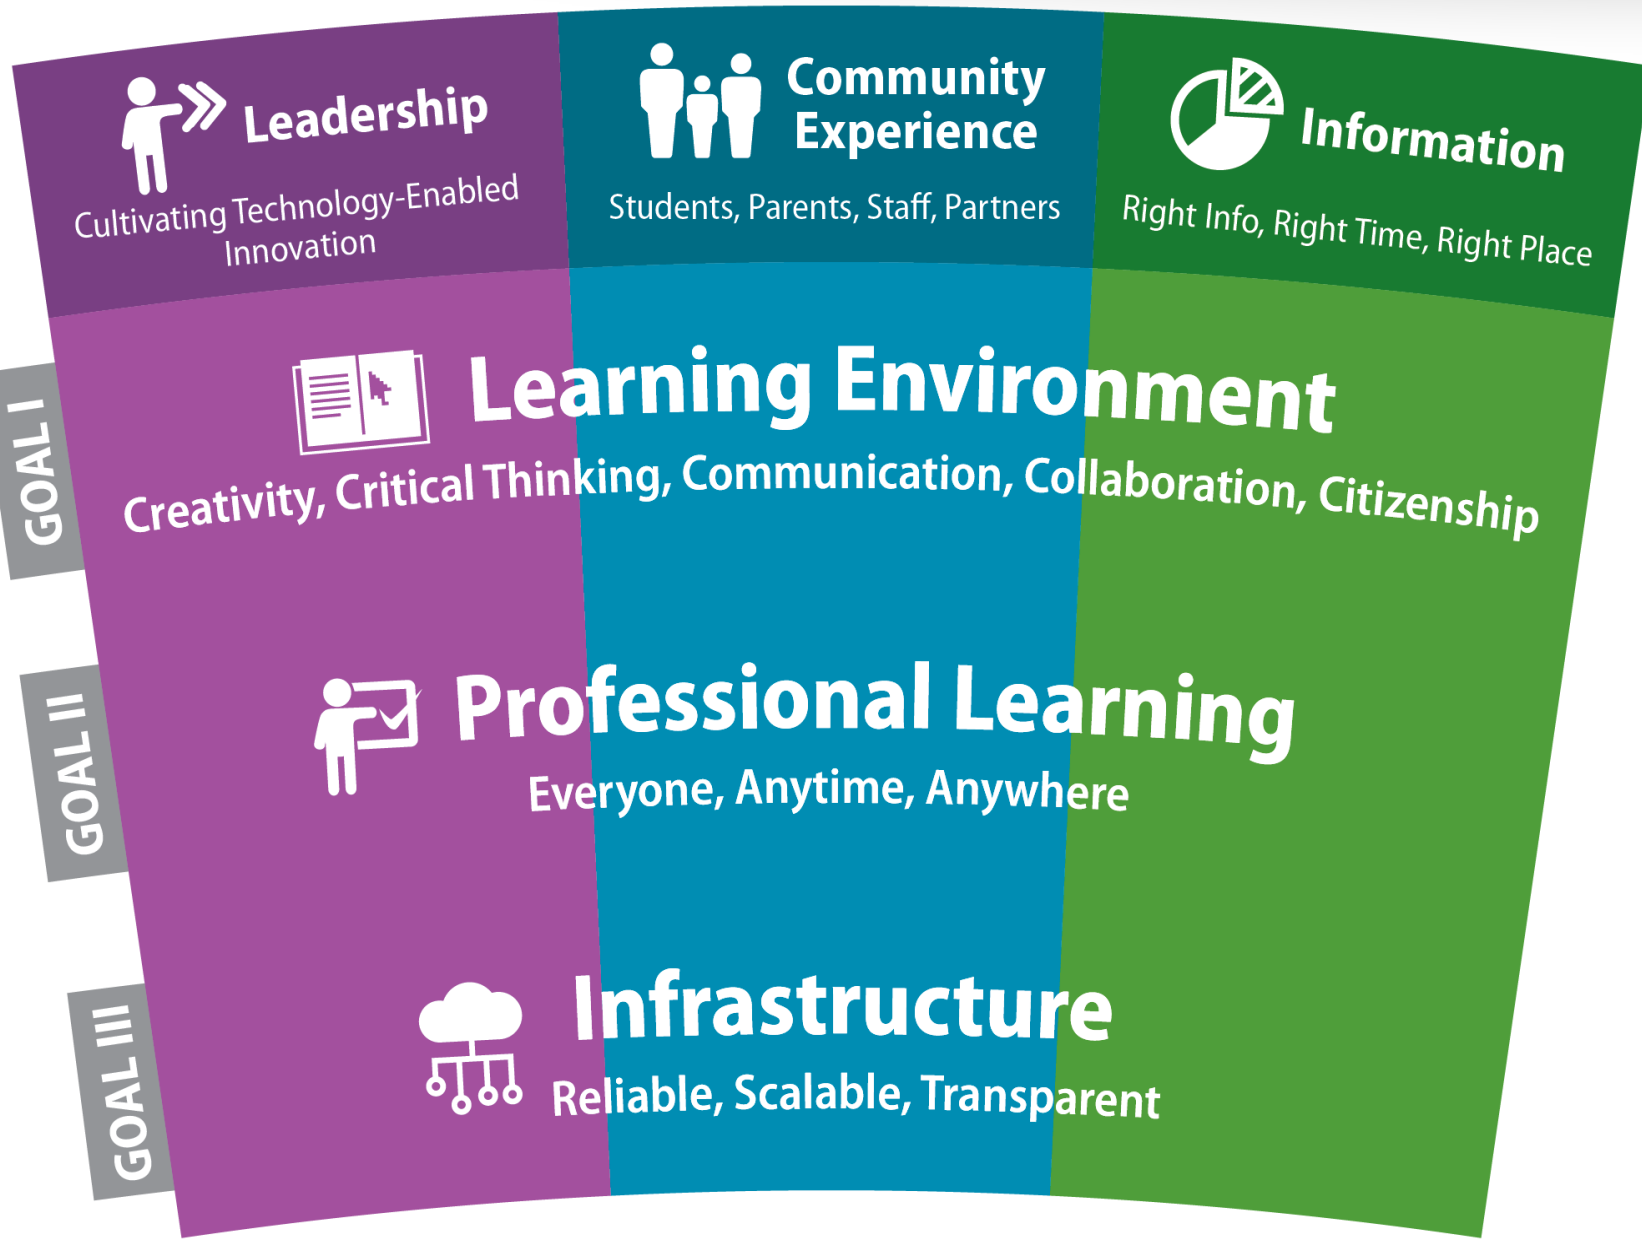 Leadership
Cultivating Technology-Enabled
Innovation
Community
Experience
Students, Parents, Staff, Partners
Information
Right Info, Right Time, Right Place
GOAL I
Learning Environment
Creativity, Critical Thinking, Communication, Collaboration, Citizenship
GOAL II
Professional Learning
Everyone, Anytime, Anywhere
GOAL III
Infrastructure
Reliable, Scalable, Transparent